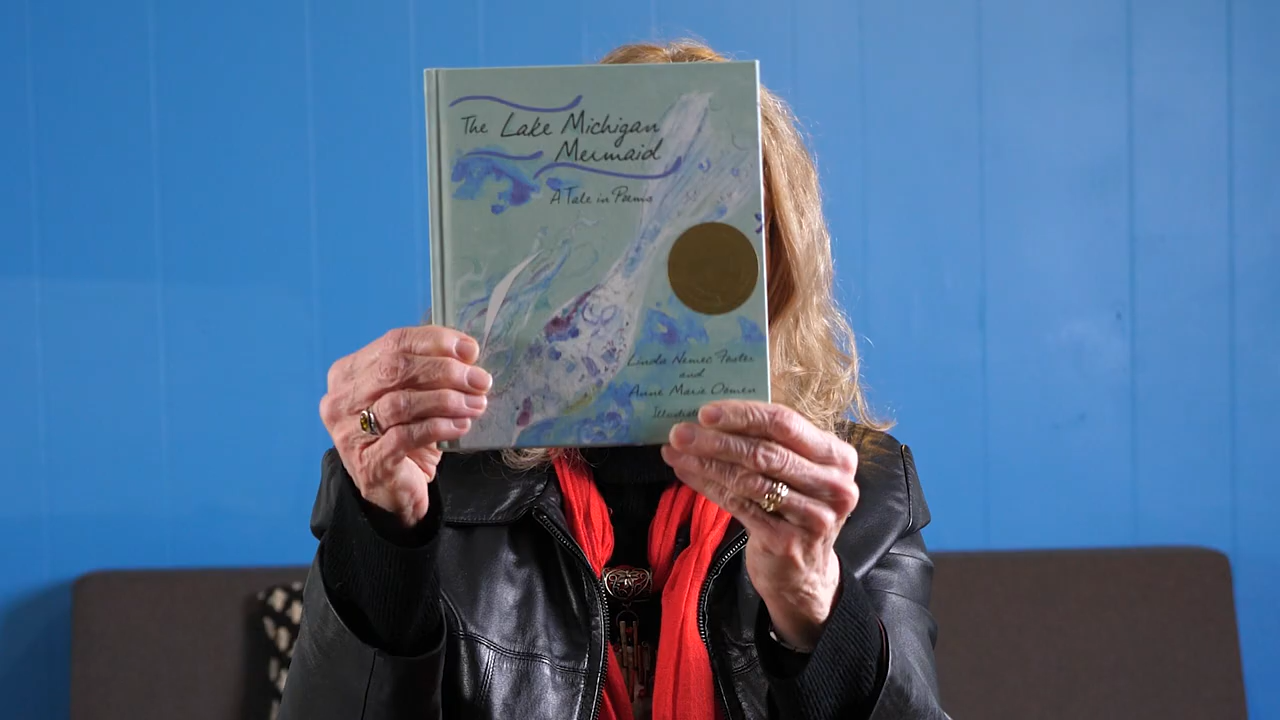 The Lake Michigan
Mermaid
A Tale in Poems
Linda Nemec Foster
and
Anne Marie Oomen